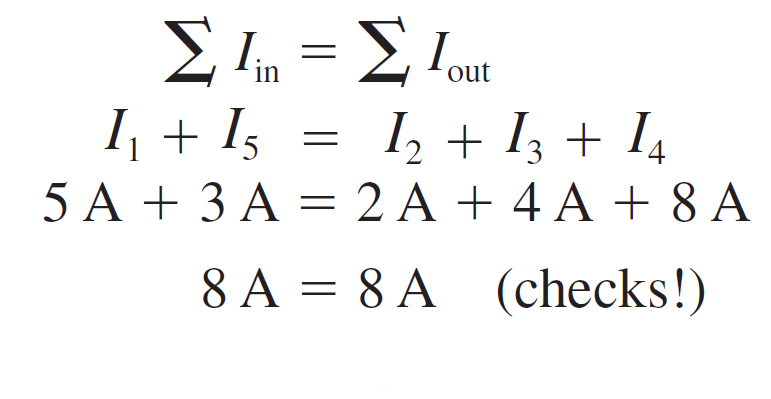 ∑ I_in = ∑ I_out
I_1 + I_5 = I_2 + I_3 + I_4
5 A + 3 A = 2 A + 4 A + 8 A
8 A = 8 A (checks!)